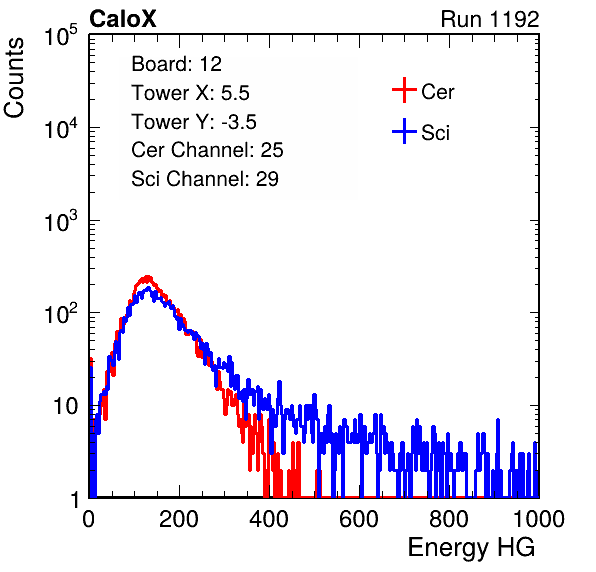 CaloX Run 1192
Counts
10^5
10^4
10^3
10^2
10
1
Board: 12
Tower X: 5.5
Tower Y: -3.5
Cer Channel: 25
Sci Channel: 29
Cer
Sci
0 200 400 600 800 1000
Energy HG